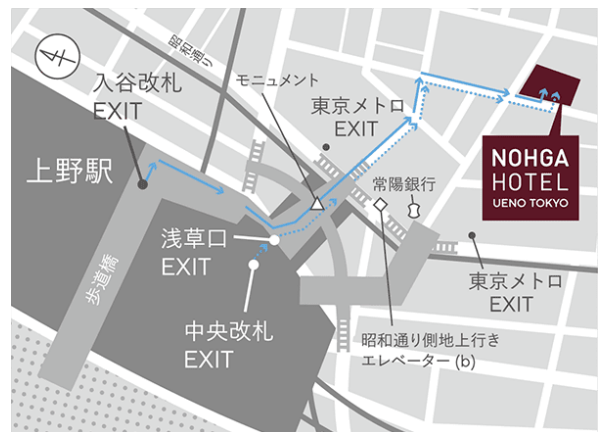 昭和通り
入谷改札
EXIT
モニュメント
東京メトロ
EXIT
上野駅
NOHGA
HOTEL
UENO TOKYO
常陽銀行
浅草口
EXIT
歩道橋
東京メトロ
EXIT
中央改札
EXIT
昭和通り側地上行き
エレベーター (b)